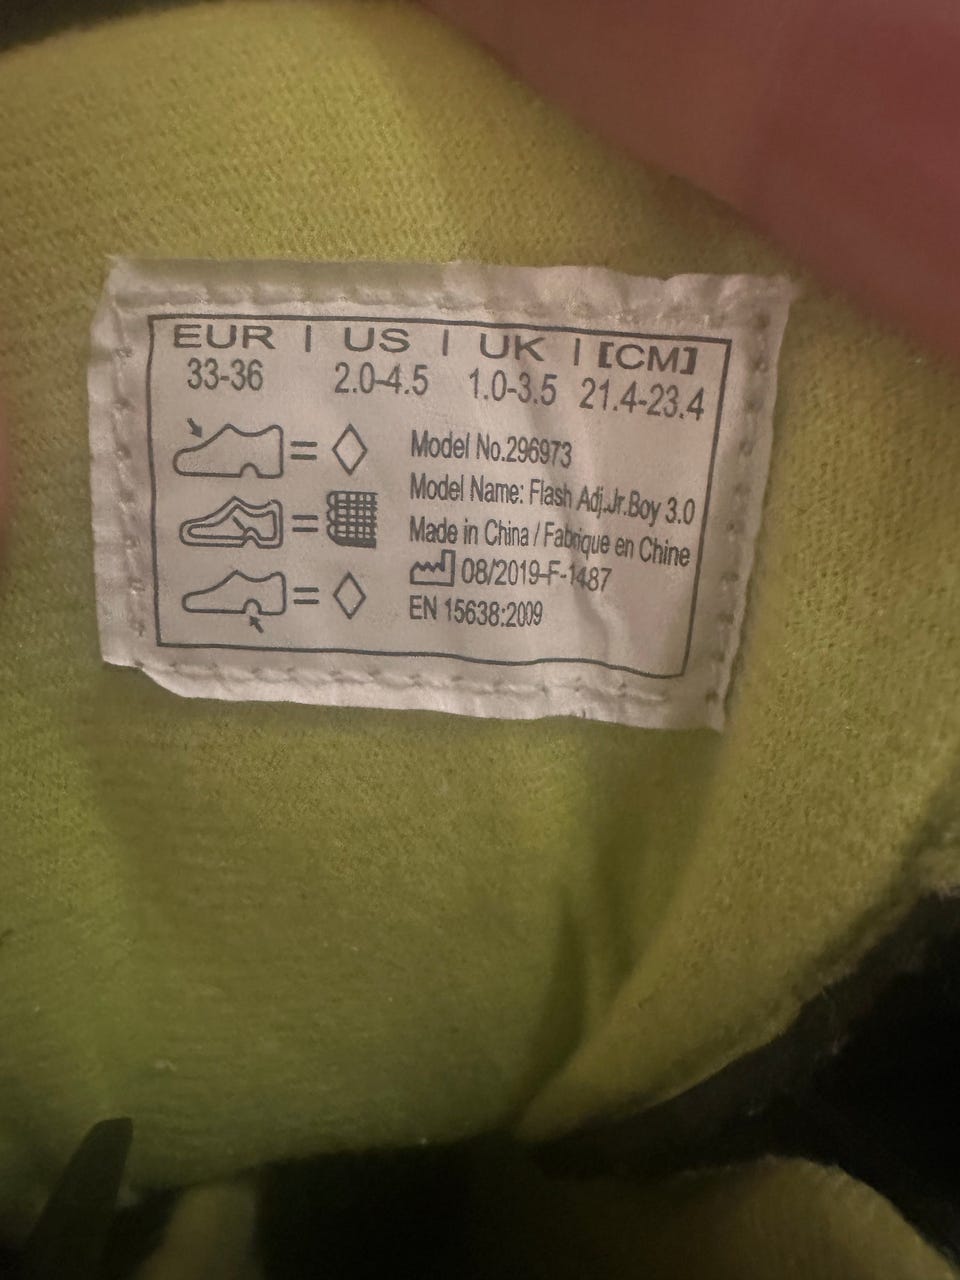 EUR | US | UK | [CM]
33-36 2.0-4.5 1.0-3.5 21.4-23.4
Model No.296973
Model Name: Flash Adj.Jr.Boy 3.0
Made in China / Fabrique en Chine
08/2019-F-1487
EN 15638:2009